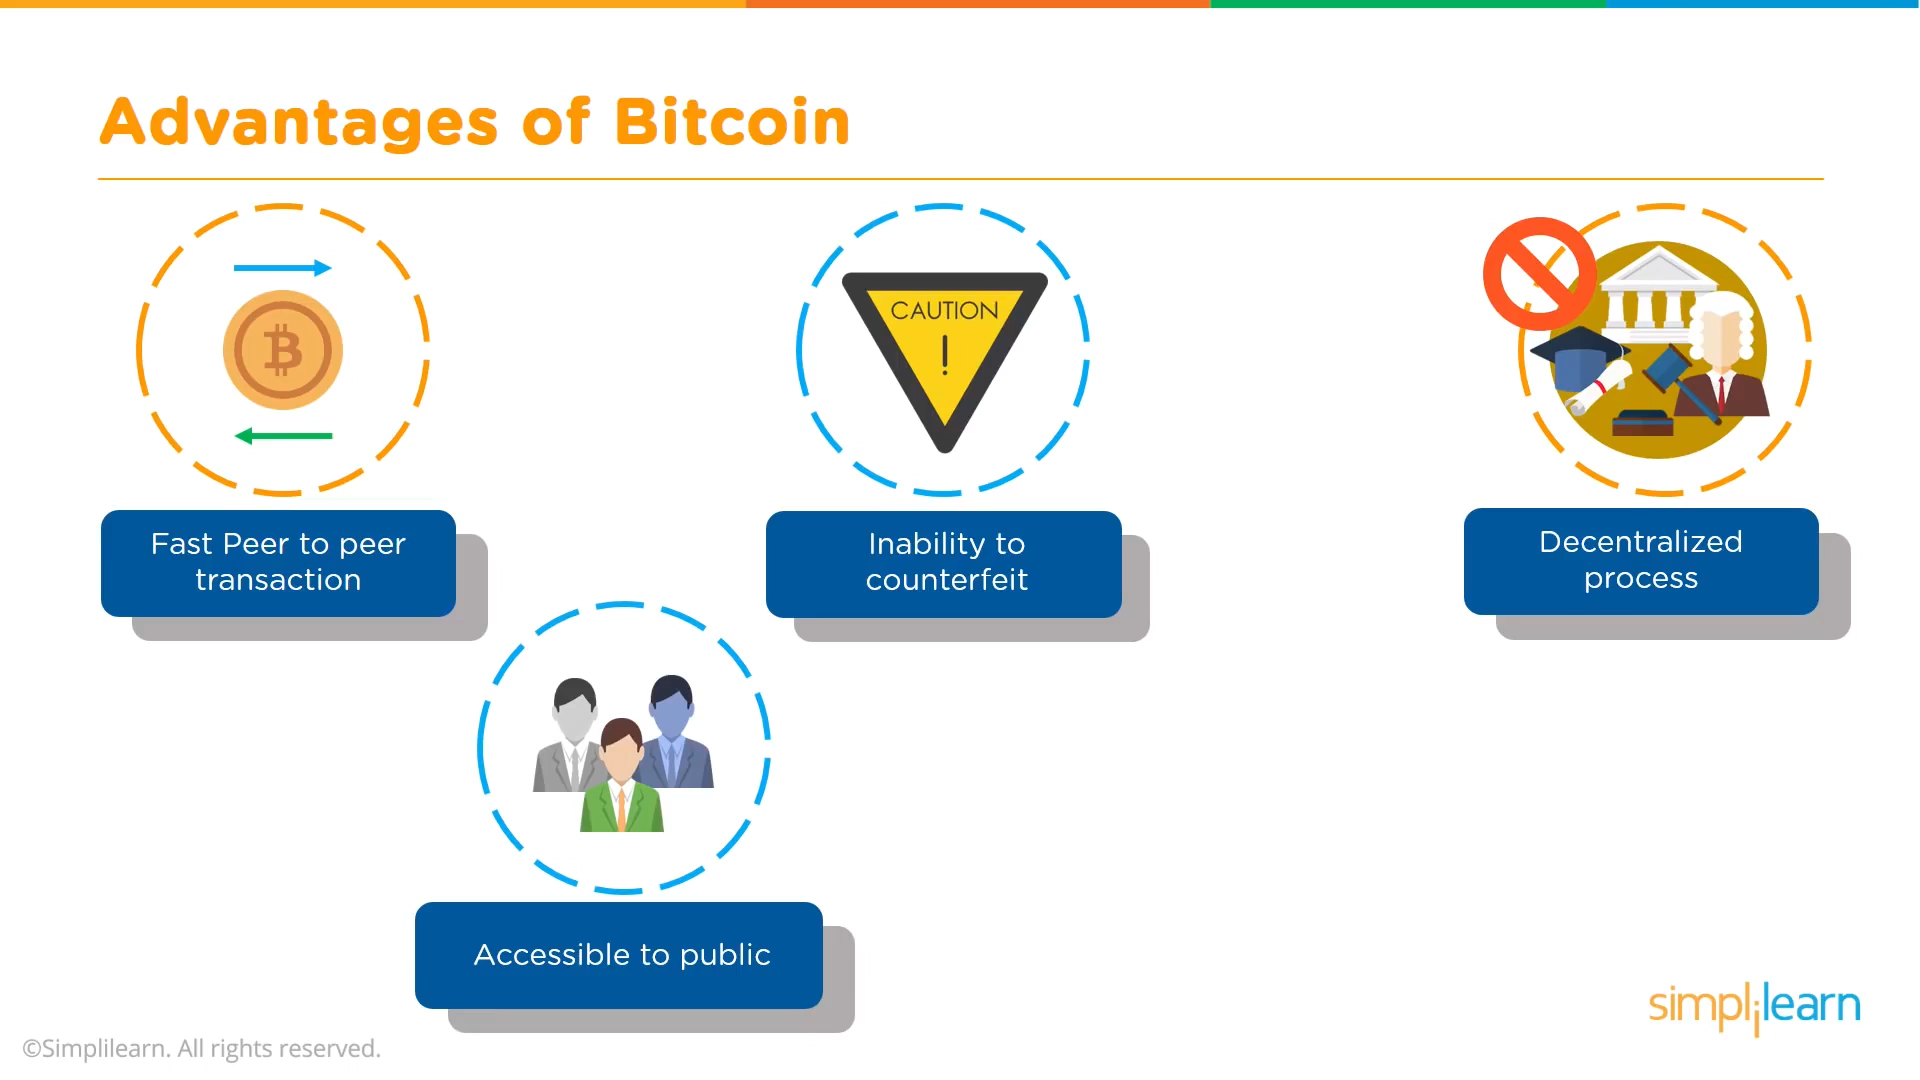 Advantages of Bitcoin
CAUTION
!
Fast Peer to peer
transaction
Inability to
counterfeit
Decentralized
process
Accessible to public
simplilearn
©Simplilearn. All rights reserved.